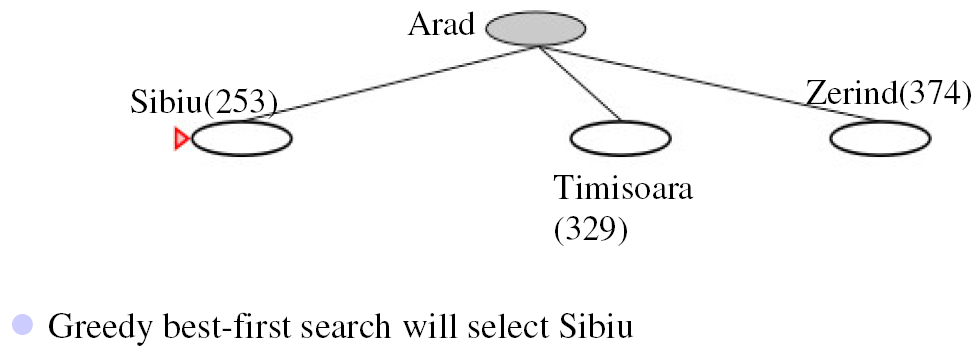 Arad
Sibiu(253)
Zerind(374)
Timisoara
(329)
Greedy best-first search will select Sibiu